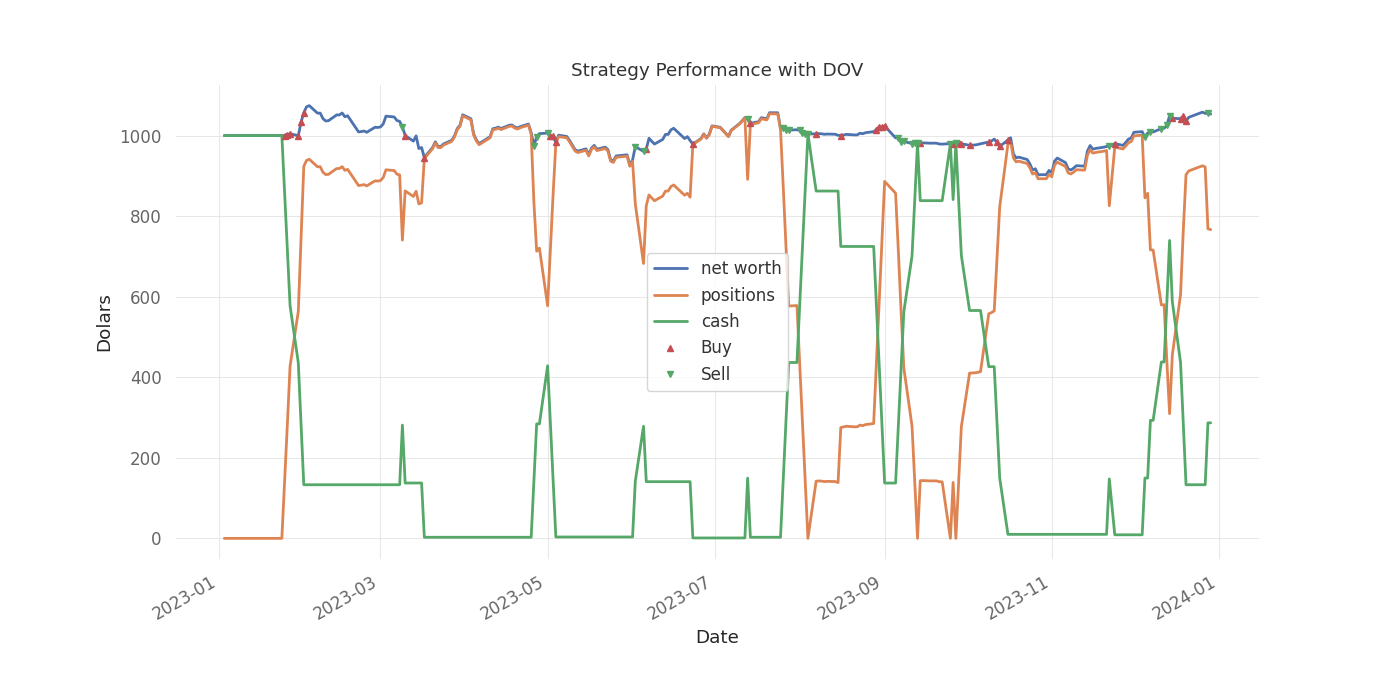 Strategy Performance with DOV
Dolars
1000
800
600
400
200
0
net worth
positions
cash
Buy
Sell
2023-01
2023-03
2023-05
2023-07
2023-09
2023-11
2024-01
Date